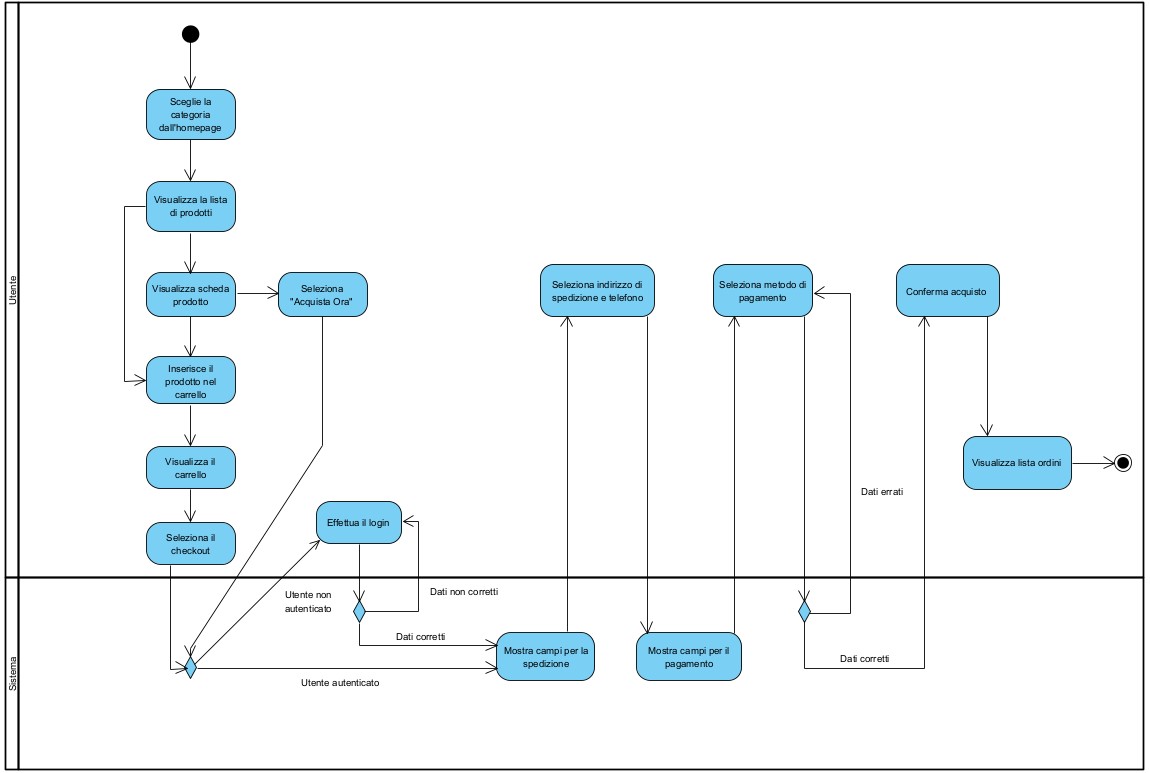 Utente
Sceglie la
categoria
dall'homepage
Visualizza la lista
di prodotti
Visualizza scheda
prodotto
Seleziona
"Acquista Ora"
Inserisce il
prodotto nel
carrello
Visualizza il
carrello
Seleziona il
checkout
Effettua il login
Seleziona indirizzo di
spedizione e telefono
Seleziona metodo di
pagamento
Conferma acquisto
Visualizza lista ordini
Dati errati
Sistema
Utente non
autenticato
Dati non corretti
Dati corretti
Utente autenticato
Mostra campi per la
spedizione
Mostra campi per il
pagamento
Dati corretti